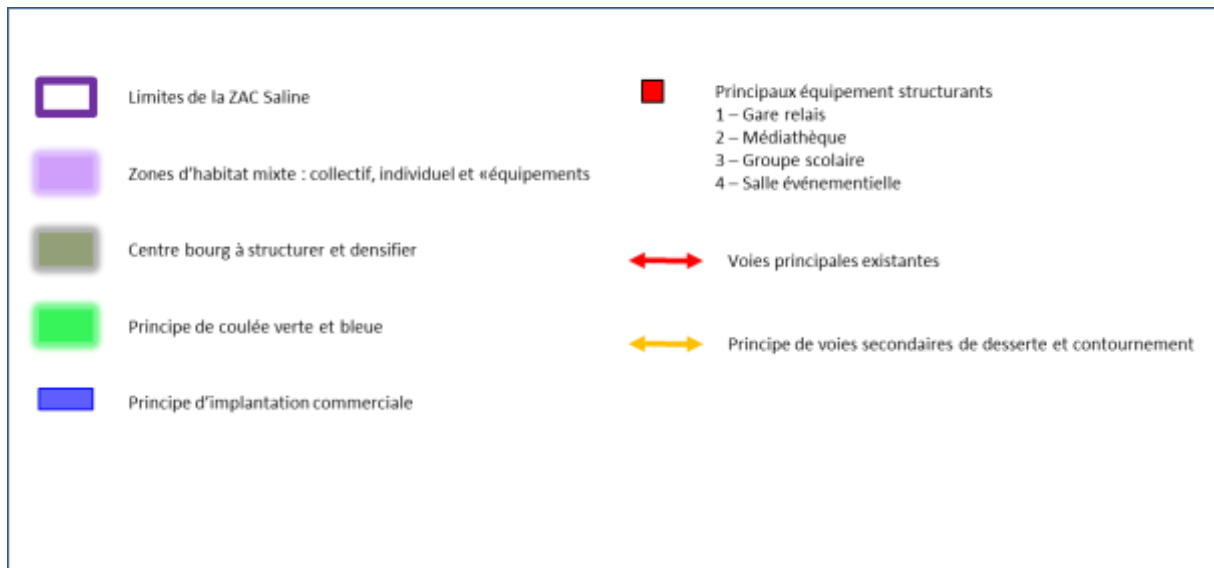 Limites de la ZAC Saline
Zones d'habitat mixte : collectif, individuel et «équipements
Centre bourg à structurer et densifier
Principe de coulée verte et bleue
Principe d'implantation commerciale
Principaux équipement structurants
1 – Gare relais
2 – Médiathèque
3 – Groupe scolaire
4 – Salle événementielle
Voies principales existantes
Principe de voies secondaires de desserte et contournement